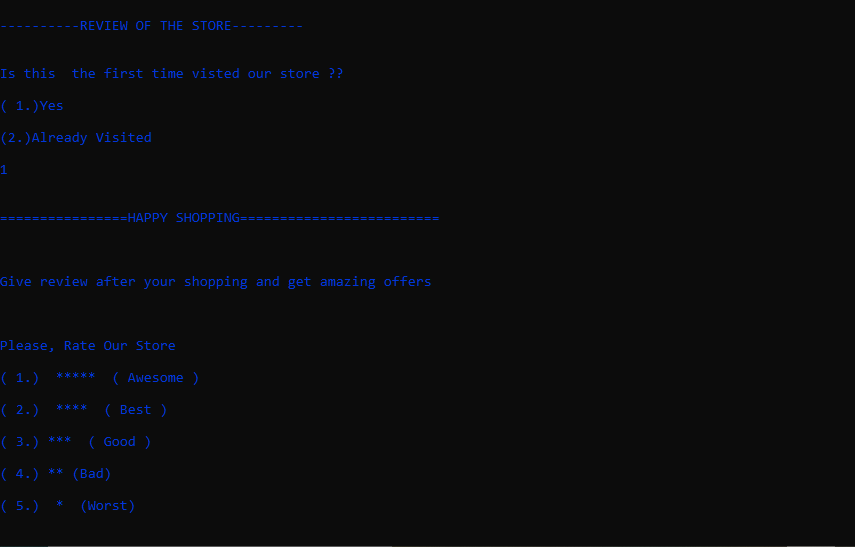 ----------REVIEW OF THE STORE---------
Is this  the first time visted our store ??
( 1.)Yes
(2.)Already Visited
1
================HAPPY SHOPPING=========================
Give review after your shopping and get amazing offers
Please, Rate Our Store
( 1.)  *****  ( Awesome )
( 2.)  ****  ( Best )
( 3.) ***  ( Good )
( 4.) ** (Bad)
( 5.)  *  (Worst)